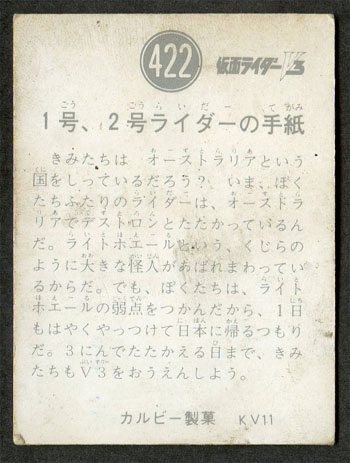 422 仮面ライダーV3
1号、2号ライダーの手紙
きみたちは オーストラリアという
国をしっているだろう? いま、ぼく
たちふたりのライダーは、オーストラ
リアでデストロンとたたかっているん
だ。ライトホエールという、くじらの
ように大きな怪人があばれまわってい
るからだ。でも、ぼくたちは、ライト
ホエールの弱点をつかんだから、1日
もはやくやっつけて日本に帰るつもり
だ。3にんでたたかえる日まで、きみ
たちもV3をおうえんしよう。
カルビー製菓 KV11